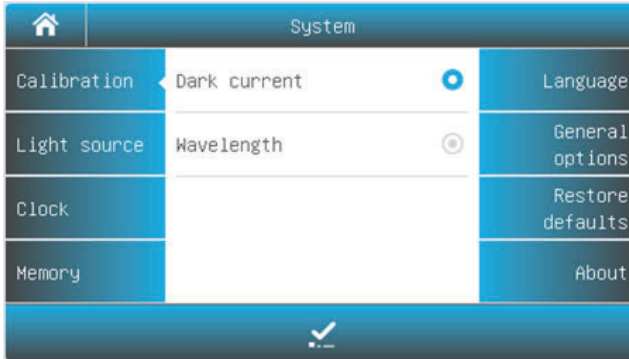 System
Calibration
Dark current
Language
Light source
Wavelength
General
options
Clock
Restore
defaults
Memory
About